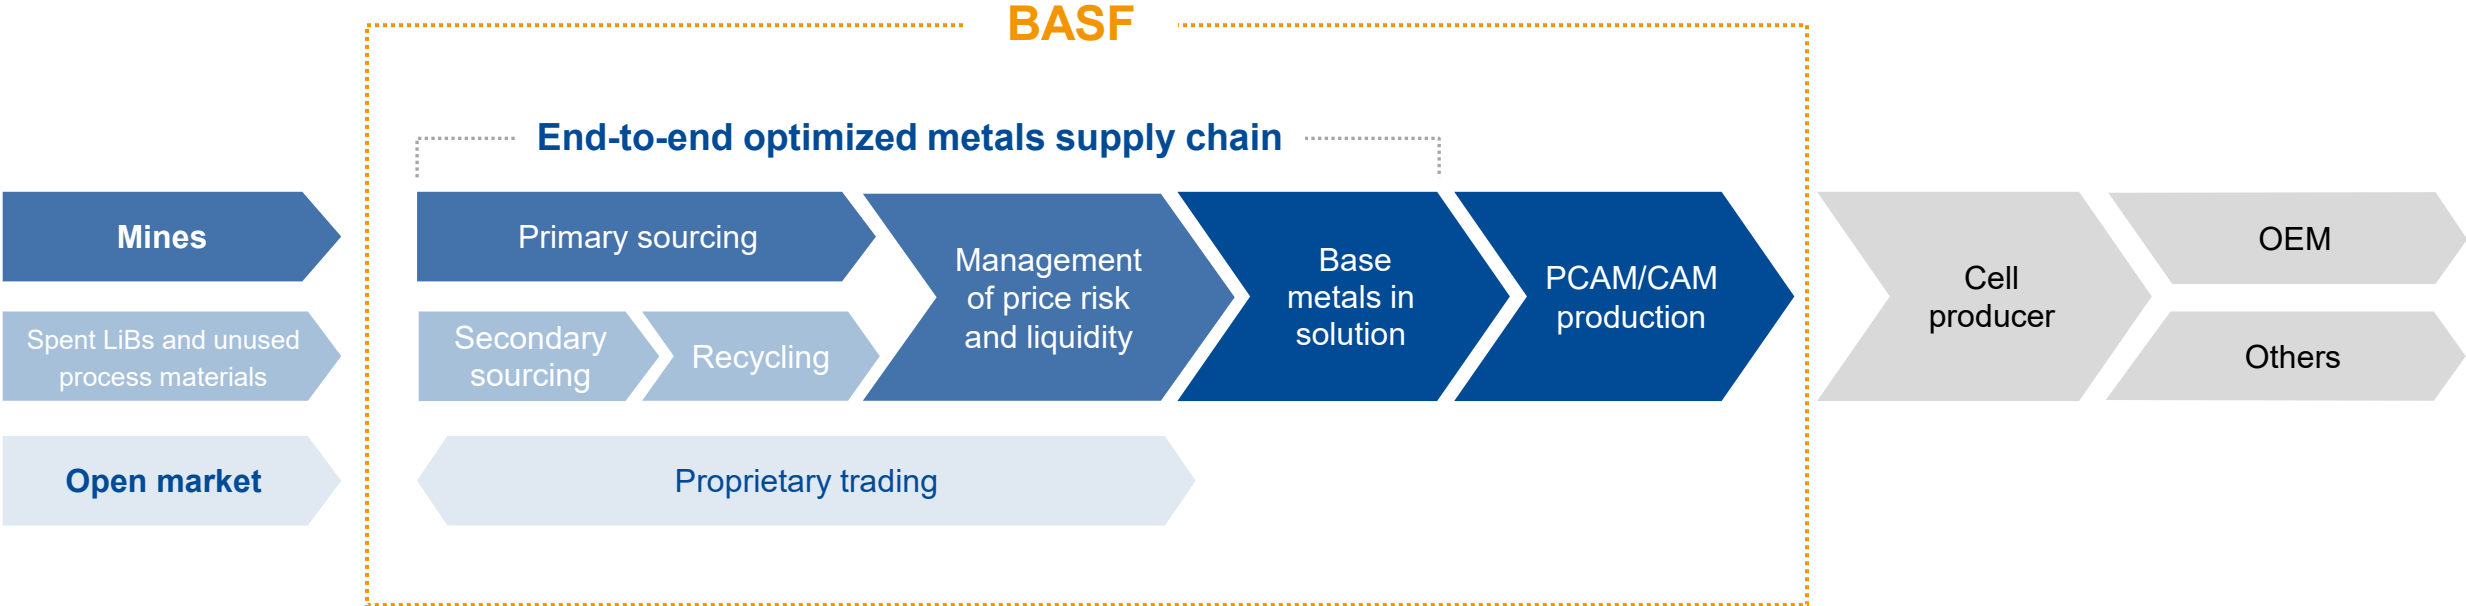 BASF
End-to-end optimized metals supply chain
Mines
Primary sourcing
Management
of price risk
and liquidity
Base
metals in
solution
PCAM/CAM
production
Cell
producer
OEM
Spent LiBs and unused
process materials
Secondary
sourcing
Recycling
Others
Open market
Proprietary trading